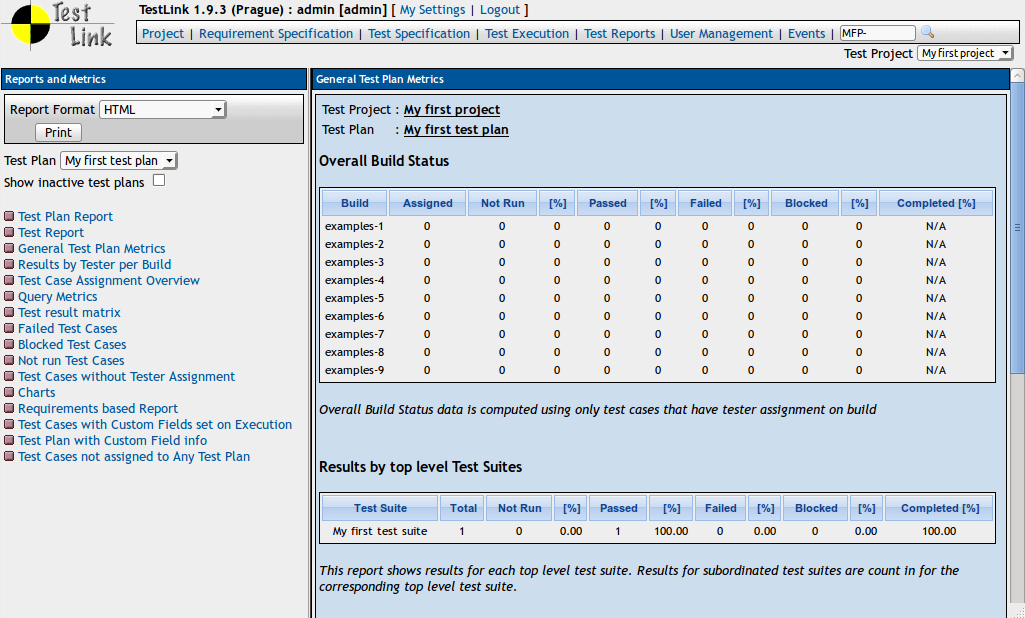 Test Link
TestLink 1.9.3 (Prague) : admin [admin] [ My Settings | Logout ]
Project | Requirement Specification | Test Specification | Test Execution | Test Reports | User Management | Events | MFP-
Test Project My first project
Reports and Metrics
Report Format HTML
Print
Test Plan My first test plan
Show inactive test plans
Test Plan Report
Test Report
General Test Plan Metrics
Results by Tester per Build
Test Case Assignment Overview
Query Metrics
Test result matrix
Failed Test Cases
Blocked Test Cases
Not run Test Cases
Test Cases without Tester Assignment
Charts
Requirements based Report
Test Cases with Custom Fields set on Execution
Test Plan with Custom Field info
Test Cases not assigned to Any Test Plan
General Test Plan Metrics
Test Project : My first project
Test Plan : My first test plan
Overall Build Status
Build Assigned Not Run [%] Passed [%] Failed [%] Blocked [%] Completed [%]
examples-1 0 0 0 0 0 0 0 0 0 N/A
examples-2 0 0 0 0 0 0 0 0 0 N/A
examples-3 0 0 0 0 0 0 0 0 0 N/A
examples-4 0 0 0 0 0 0 0 0 0 N/A
examples-5 0 0 0 0 0 0 0 0 0 N/A
examples-6 0 0 0 0 0 0 0 0 0 N/A
examples-7 0 0 0 0 0 0 0 0 0 N/A
examples-8 0 0 0 0 0 0 0 0 0 N/A
examples-9 0 0 0 0 0 0 0 0 0 N/A
Overall Build Status data is computed using only test cases that have tester assignment on build
Results by top level Test Suites
Test Suite Total Not Run [%] Passed [%] Failed [%] Blocked [%] Completed [%]
My first test suite 1 0 0.00 1 100.00 0 0.00 0 0.00 100.00
This report shows results for each top level test suite. Results for subordinated test suites are count in for the
corresponding top level test suite.